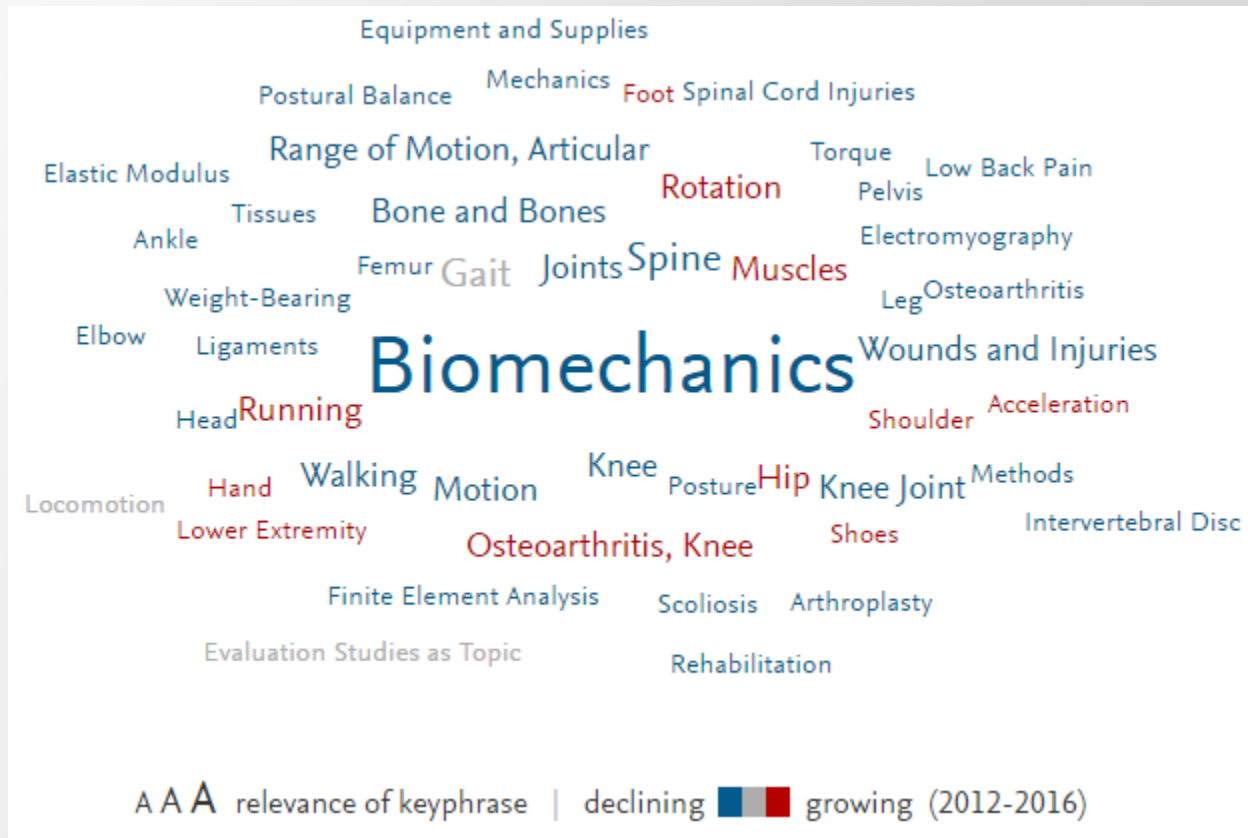 Equipment and Supplies
Mechanics
Postural Balance
Foot Spinal Cord Injuries
Range of Motion, Articular
Torque
Low Back Pain
Elastic Modulus
Rotation
Pelvis
Tissues
Bone and Bones
Ankle
Electromyography
Femur Gait Joints Spine Muscles
Weight-Bearing
Leg Osteoarthritis
Elbow
Ligaments
Biomechanics
Wounds and Injuries
Head Running
Shoulder
Acceleration
Hand
Walking
Motion
Knee
Posture Hip Knee Joint Methods
Locomotion
Lower Extremity
Osteoarthritis, Knee
Shoes
Intervertebral Disc
Finite Element Analysis
Scoliosis
Arthroplasty
Evaluation Studies as Topic
Rehabilitation
A A A relevance of keyphrase | declining growing (2012-2016)